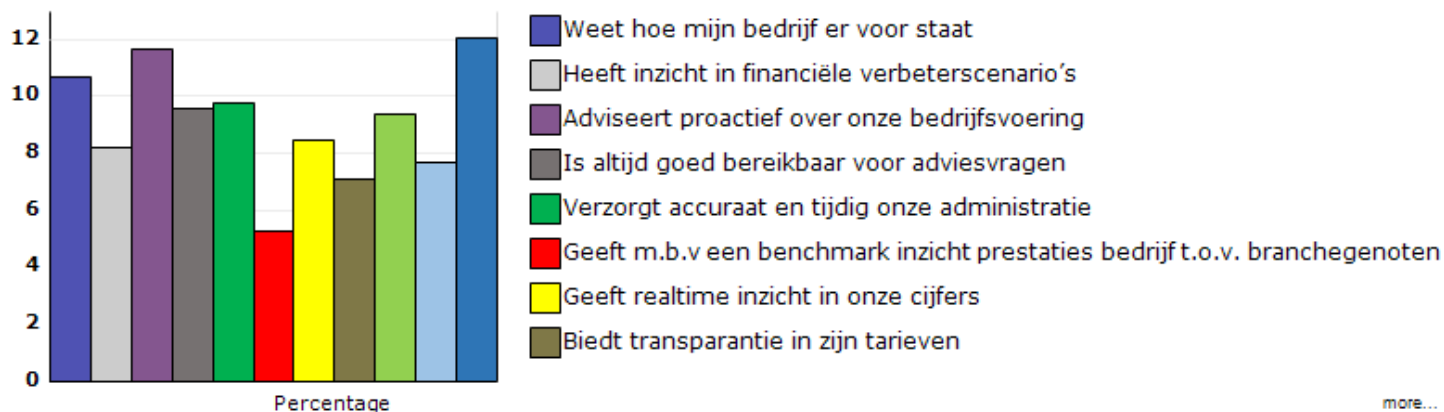 12
10
8
6
4
2
0
Percentage
Weet hoe mijn bedrijf er voor staat
Heeft inzicht in financiële verbeterscenario´s
Adviseert proactief over onze bedrijfsvoering
Is altijd goed bereikbaar voor adviesvragen
Verzorgt accuraat en tijdig onze administratie
Geeft m.b.v een benchmark inzicht prestaties bedrijf t.o.v. branchegenoten
Geeft realtime inzicht in onze cijfers
Biedt transparantie in zijn tarieven
more...